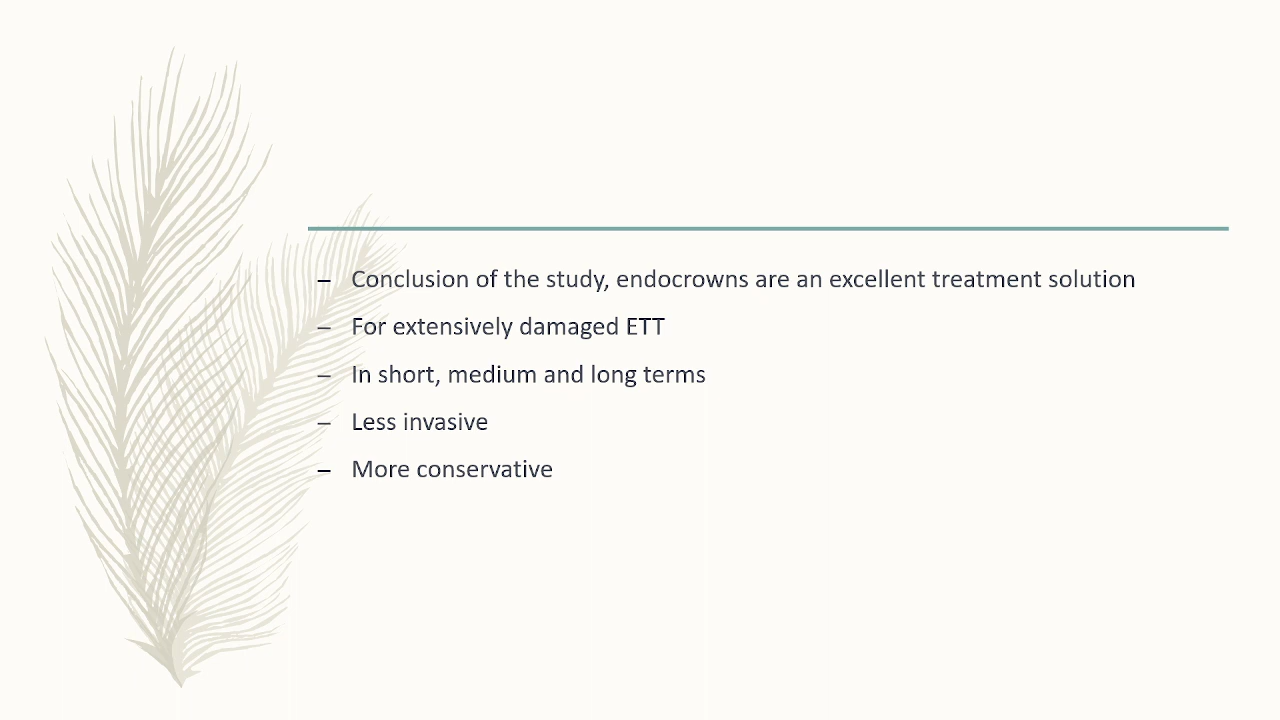 – Conclusion of the study, endocrowns are an excellent treatment solution
– For extensively damaged ETT
– In short, medium and long terms
– Less invasive
– More conservative